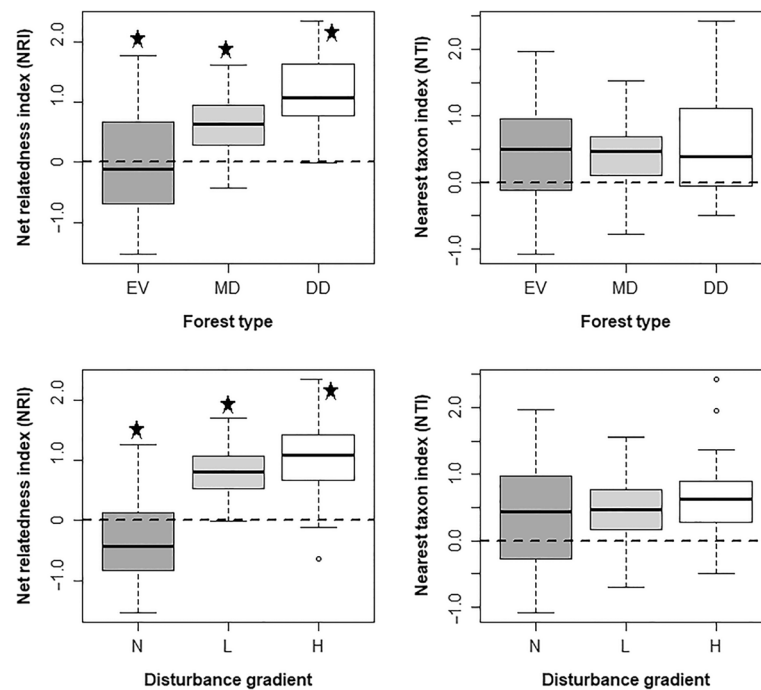 Net relatedness index (NRI)
2.0
1.0
0
−1.0
EV MD DD
Forest type
Nearest taxon index (NTI)
2.0
1.0
0.0
−1.0
EV MD DD
Forest type
Net relatedness index (NRI)
2.0
1.0
0
−1.0
N L H
Disturbance gradient
Nearest taxon index (NTI)
2.0
1.0
0.0
−1.0
N L H
Disturbance gradient